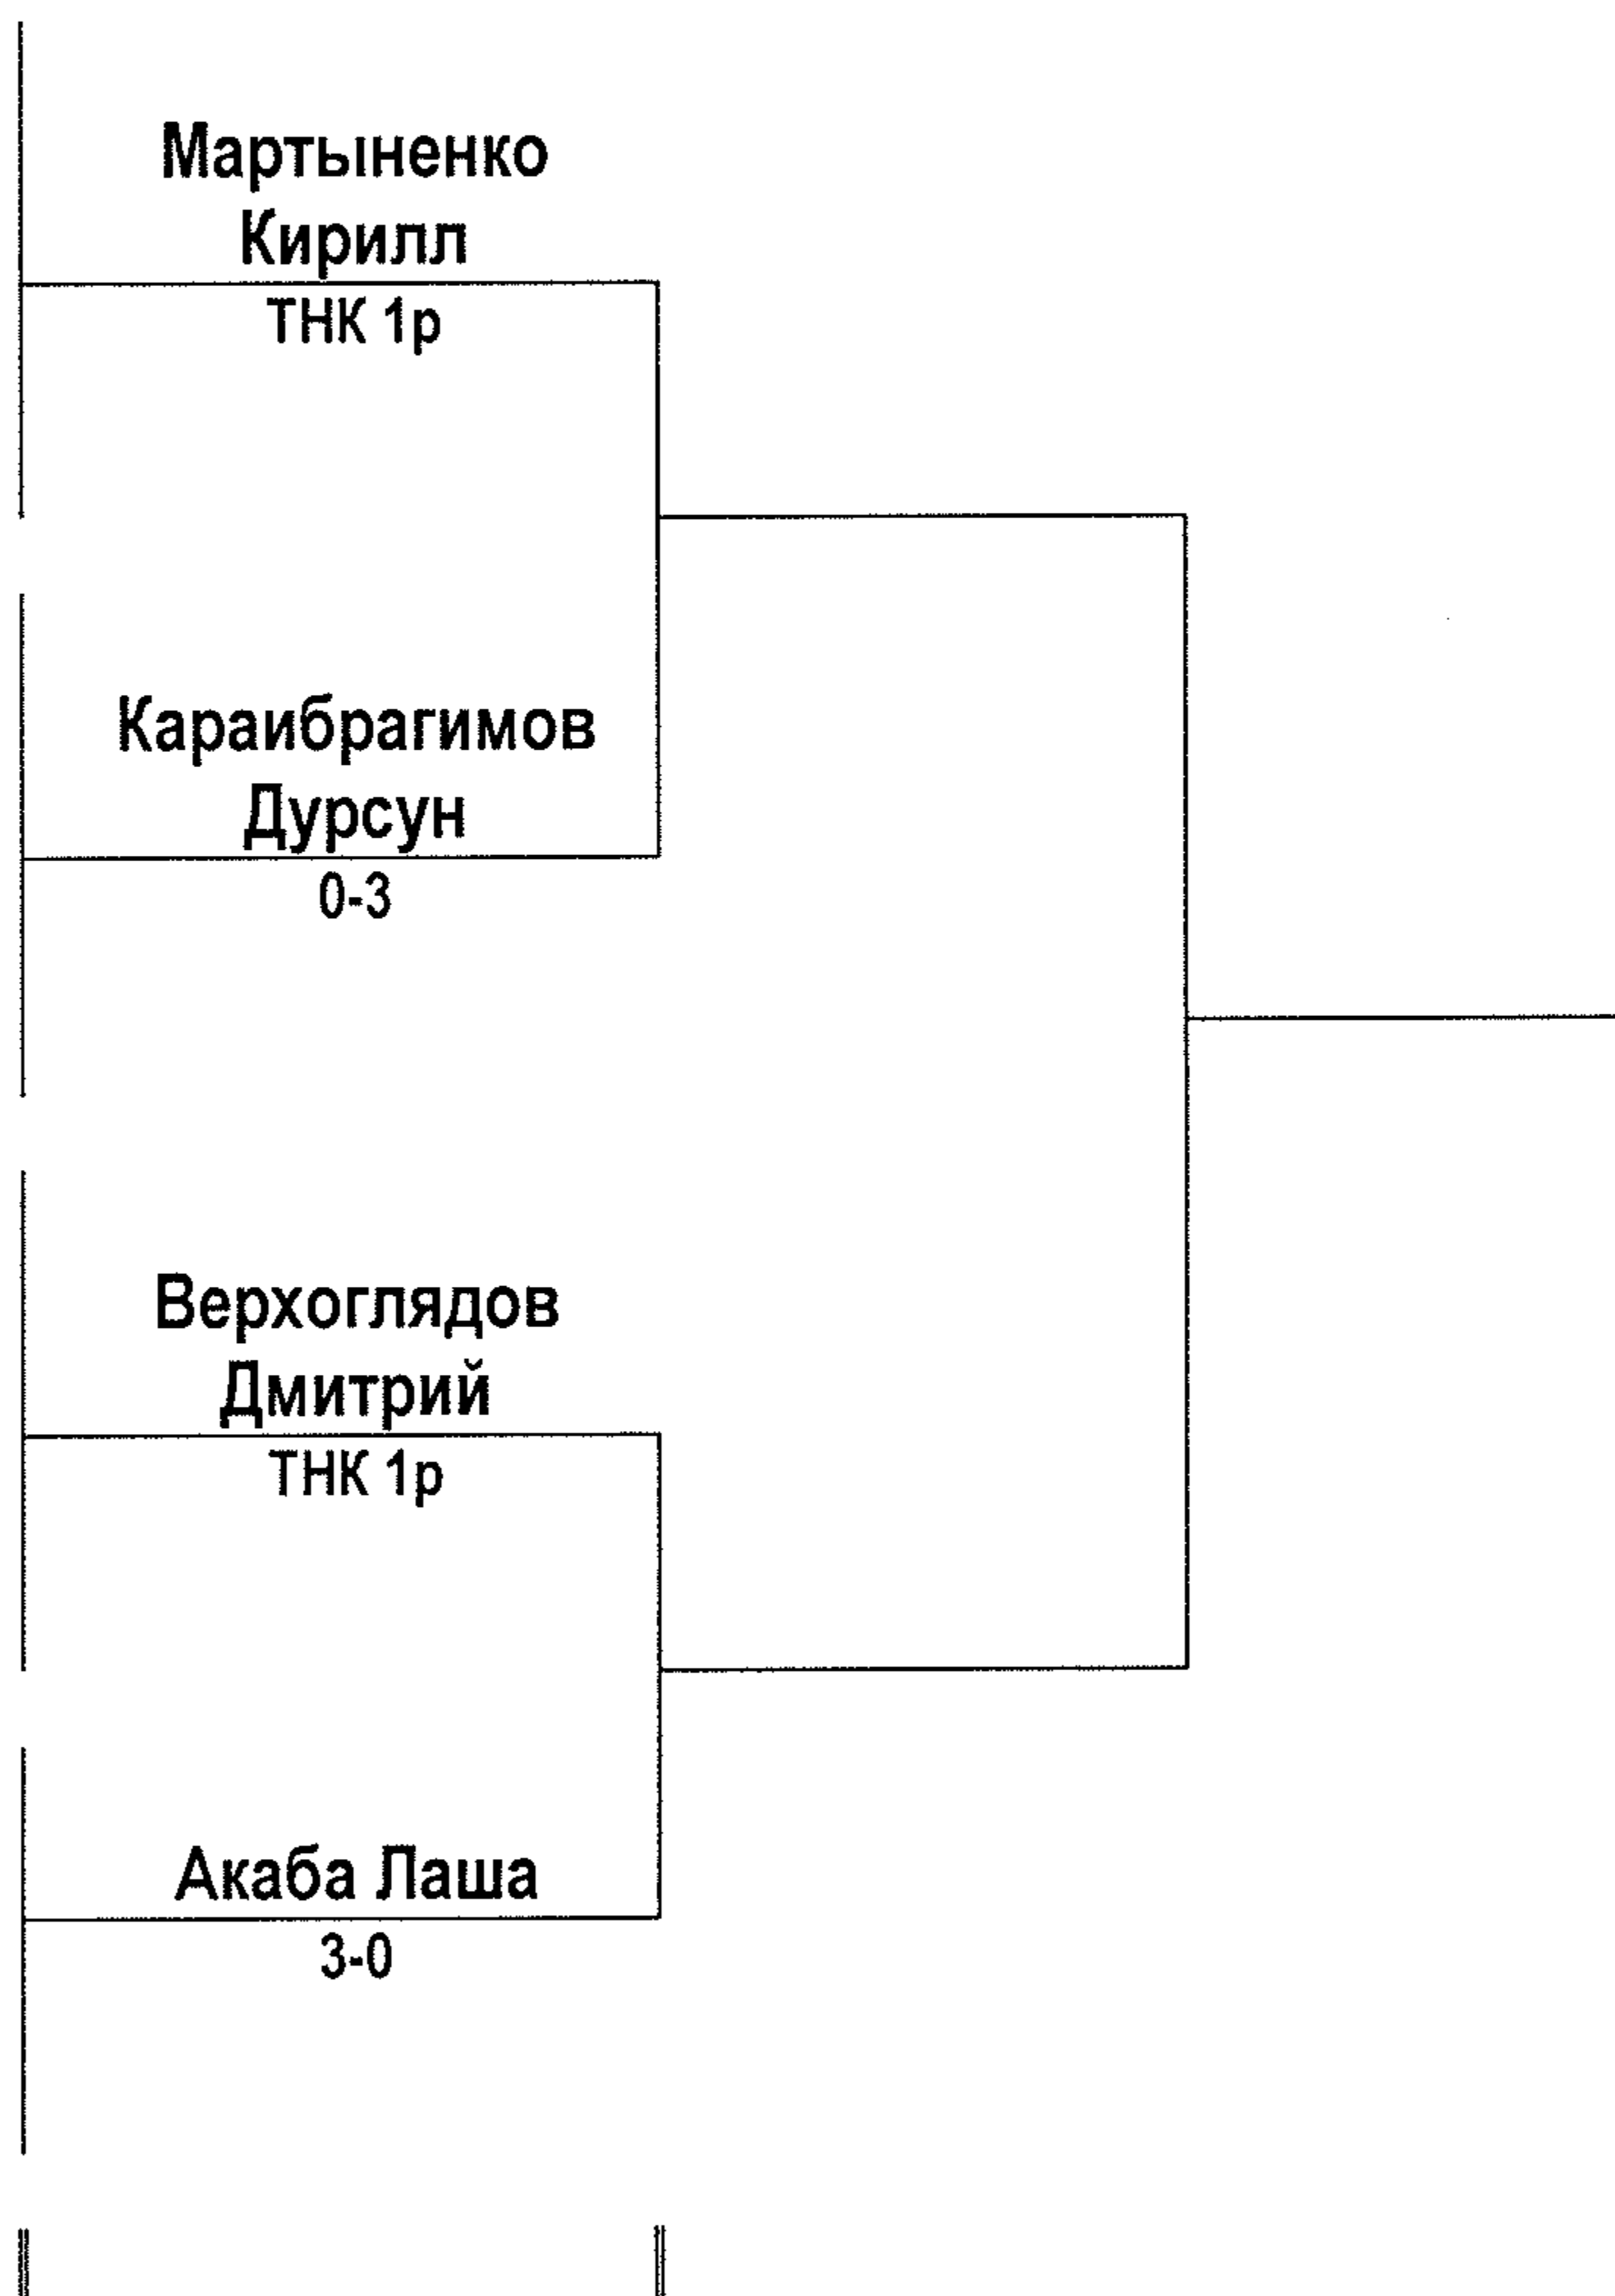 Мартыненко
Кирилл
ТНК 1р
Караибрагимов
Дурсун
0-3
Верхоглядов
Дмитрий
ТНК 1р
Акаба Лаша
3-0